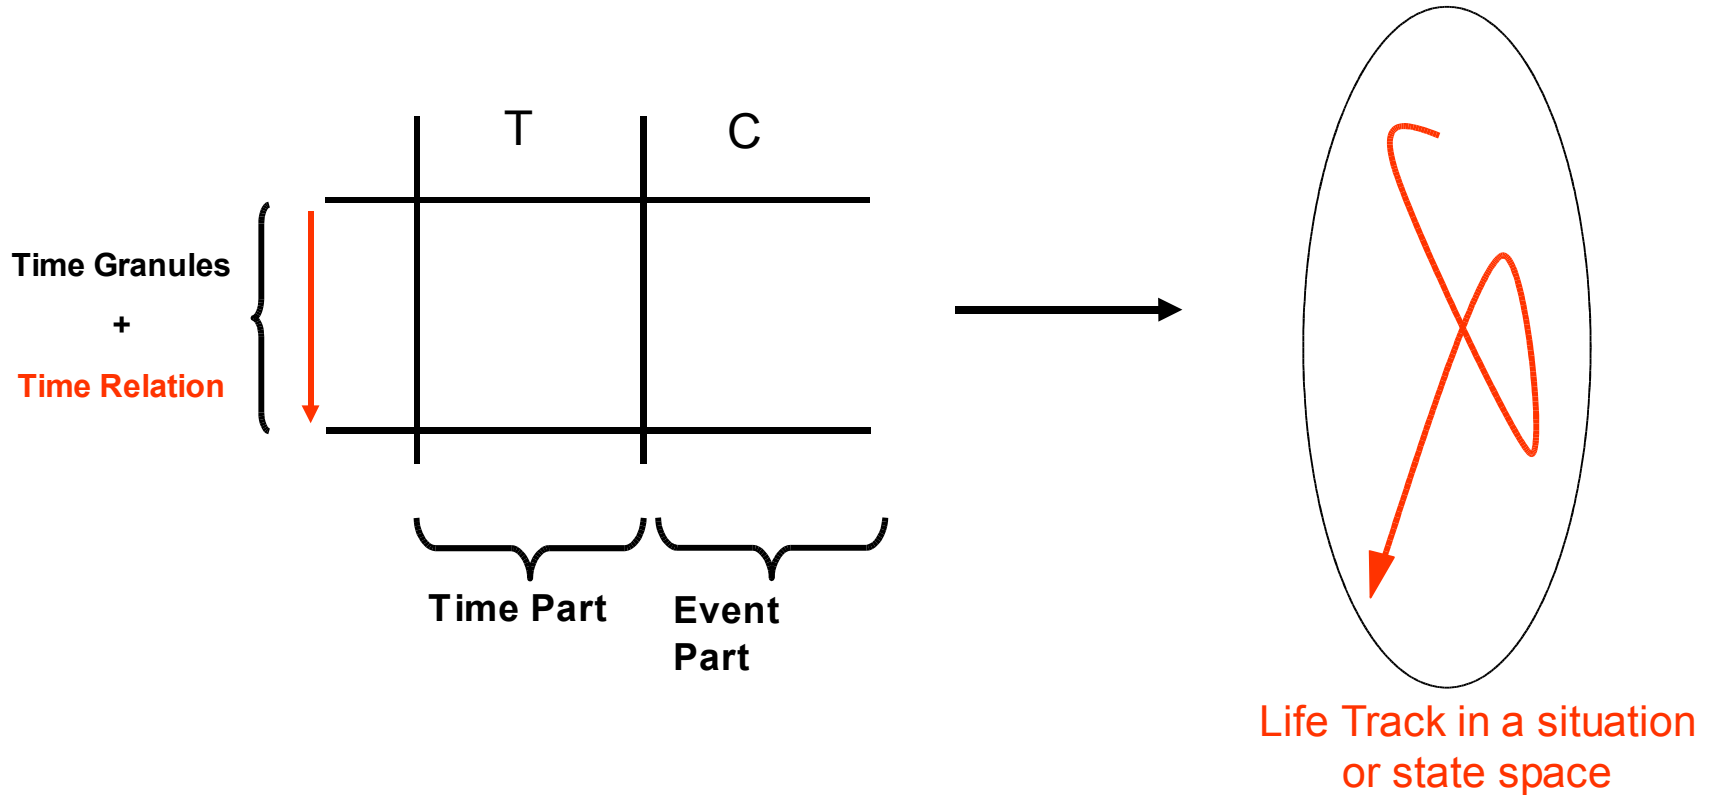 T
C
Time Granules
+
Time Relation
Time Part
Event
Part
Life Track in a situation
or state space